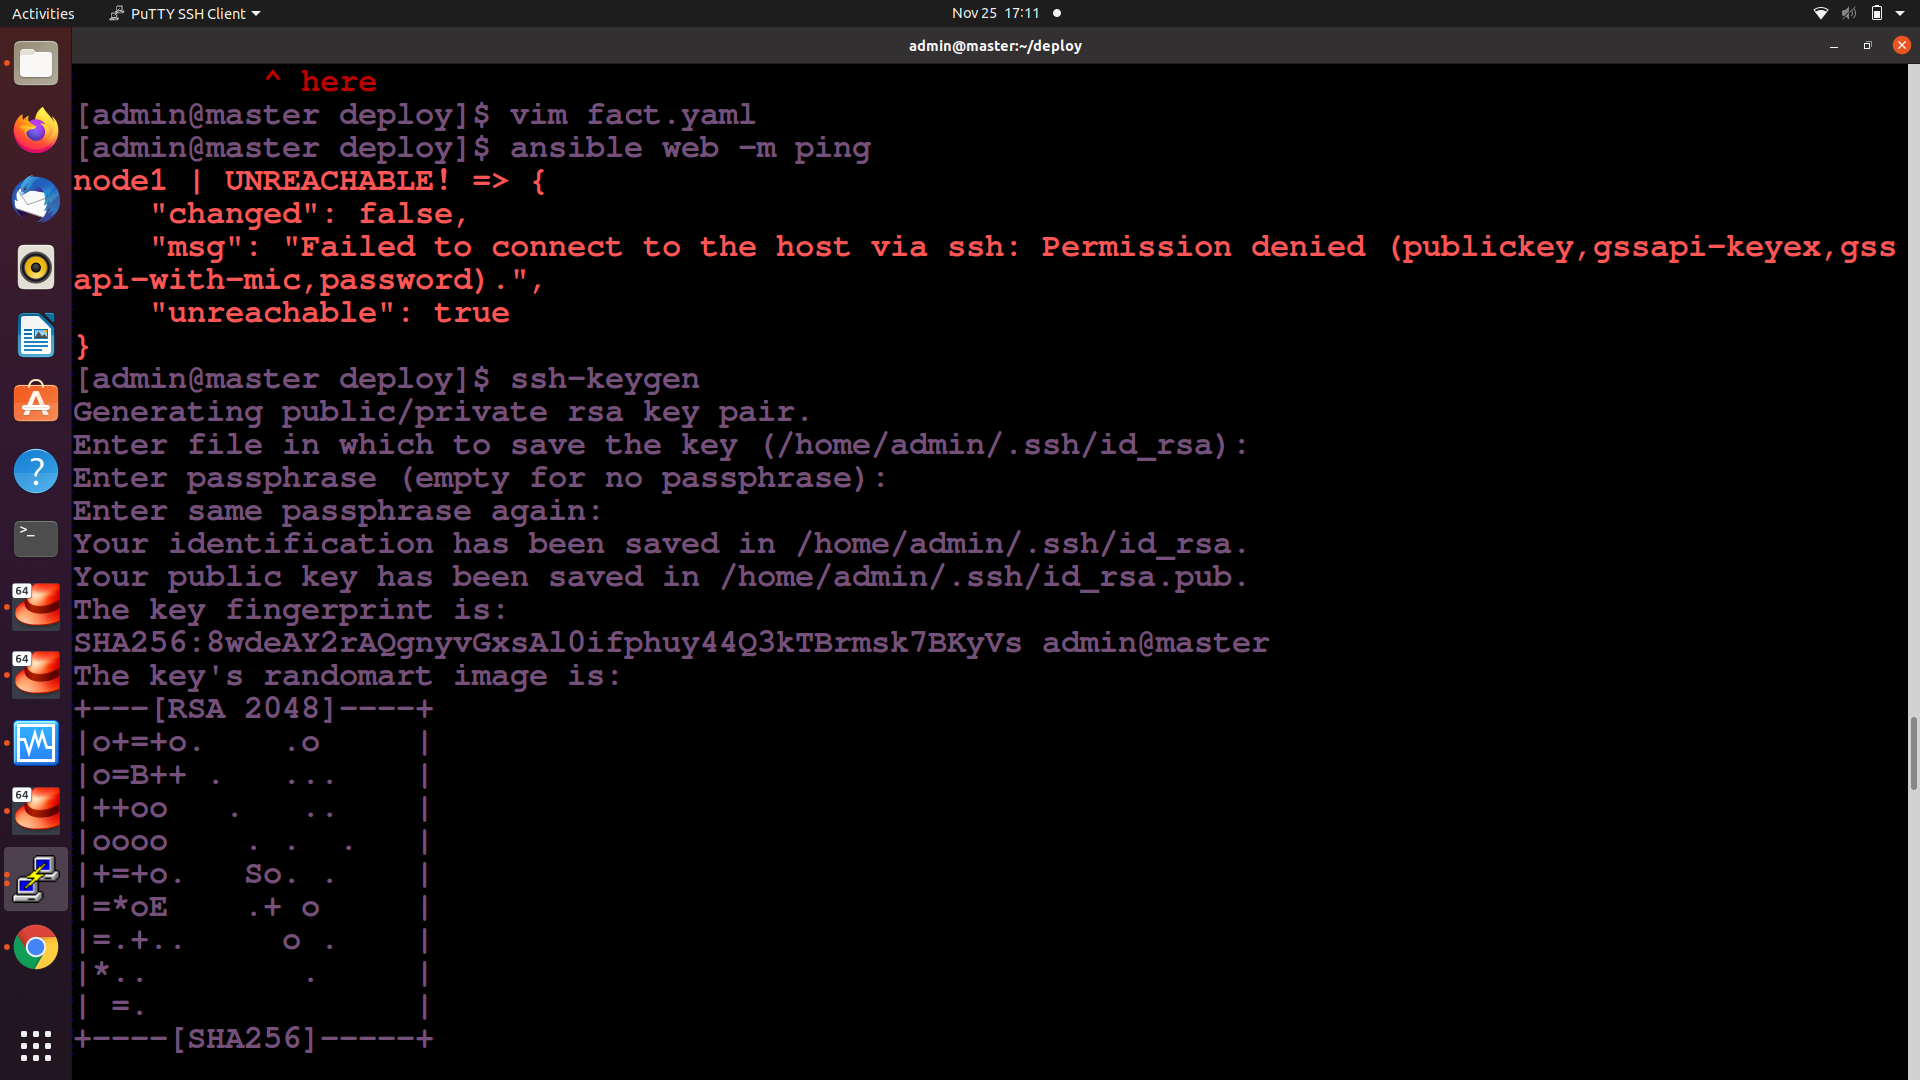 Activities PuTTY SSH Client Nov 25 17:11
admin@master:~/deploy
^ here
[admin@master deploy]$ vim fact.yaml
[admin@master deploy]$ ansible web -m ping
node1 | UNREACHABLE! => {
    "changed": false,
    "msg": "Failed to connect to the host via ssh: Permission denied (publickey,gssapi-keyex,gss
api-with-mic,password).",
    "unreachable": true
}
[admin@master deploy]$ ssh-keygen
Generating public/private rsa key pair.
Enter file in which to save the key (/home/admin/.ssh/id_rsa):
Enter passphrase (empty for no passphrase):
Enter same passphrase again:
Your identification has been saved in /home/admin/.ssh/id_rsa.
Your public key has been saved in /home/admin/.ssh/id_rsa.pub.
The key fingerprint is:
SHA256:8wdeAY2rAQgnyvGxsAl0ifphuy44Q3kTBrmsk7BKyVs admin@master
The key's randomart image is:
+---[RSA 2048]----+
|o+=+o.    .o     |
|o=B++ .   ...    |
|++oo   .   ..    |
|oooo    . .  .   |
|+=+o.   So. .    |
|=*oE    .+ o     |
|=.+..     o .    |
|*..        .     |
| =.              |
+----[SHA256]-----+
64
64
64